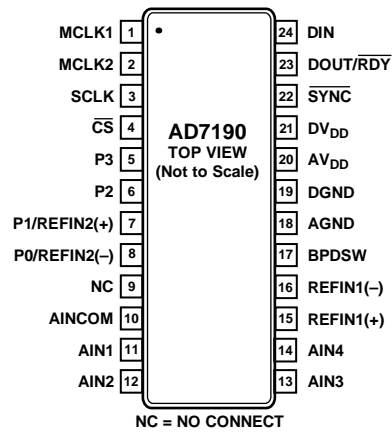 MCLK1 1
MCLK2 2
SCLK 3
CS 4
P3 5
P2 6
P1/REFIN2(+) 7
P0/REFIN2(–) 8
NC 9
AINCOM 10
AIN1 11
AIN2 12
AD7190
TOP VIEW
(Not to Scale)
24 DIN
23 DOUT/RDY
22 SYNC
21 DVDD
20 AVDD
19 DGND
18 AGND
17 BPDSW
16 REFIN1(–)
15 REFIN1(+)
14 AIN4
13 AIN3
NC = NO CONNECT